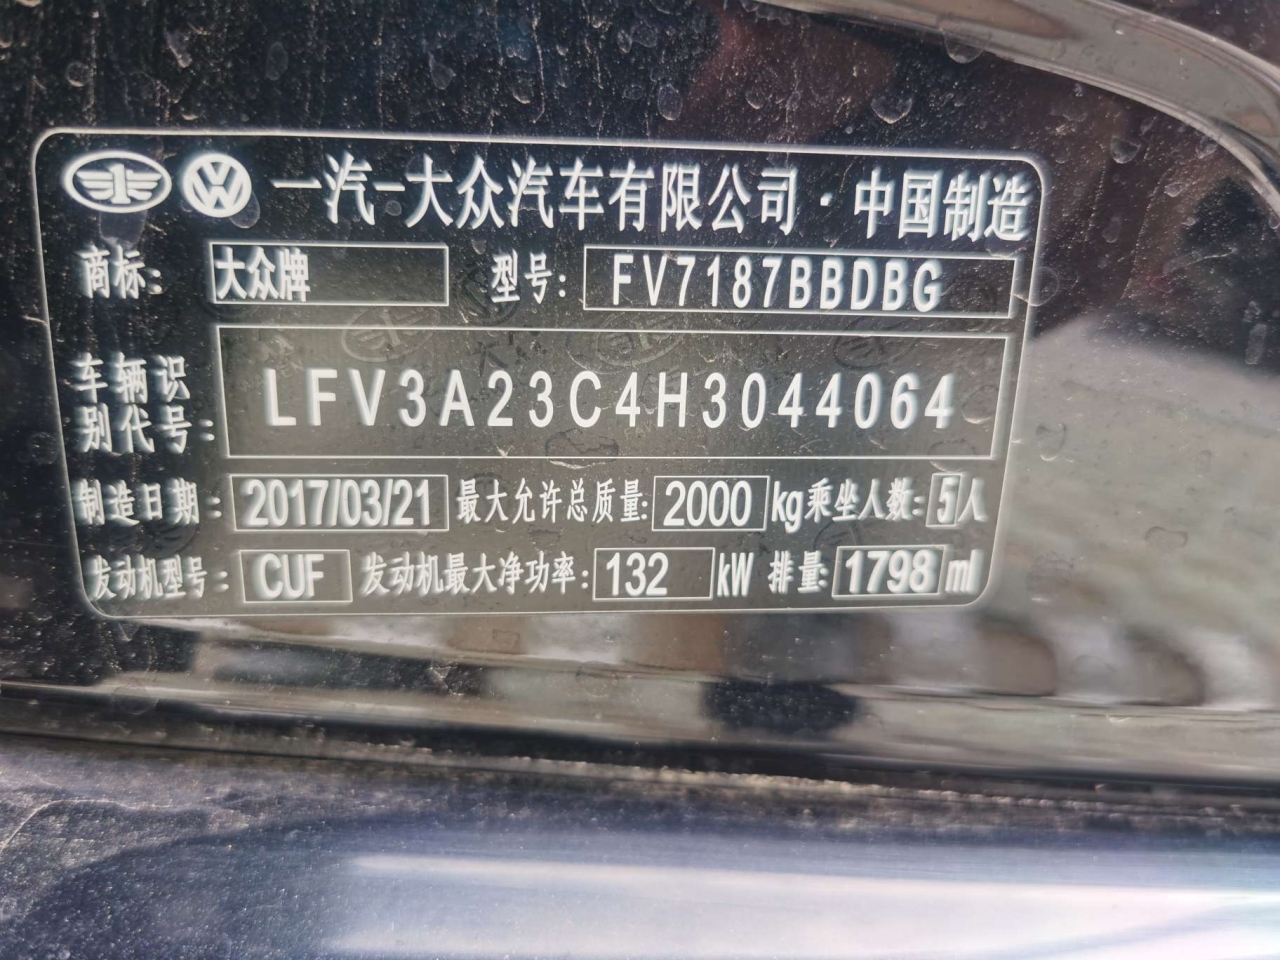 一汽-大众汽车有限公司·中国制造
商标: 大众牌 型号: FV7187BBDBG
车辆识别代号: LFV3A23C4H3044064
制造日期: 2017/03/21 最大允许总质量: 2000 kg 乘坐人数: 5 人
发动机型号: CUF 发动机最大净功率: 132 kW 排量: 1798 ml